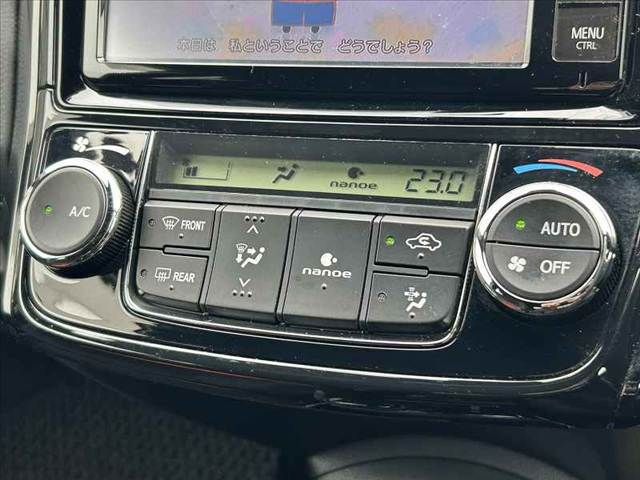 本日は 私ということで どうでしょう?
MENU
CTRL
nanoe 23.0
A/C
FRONT
REAR
nanoe
AUTO
OFF